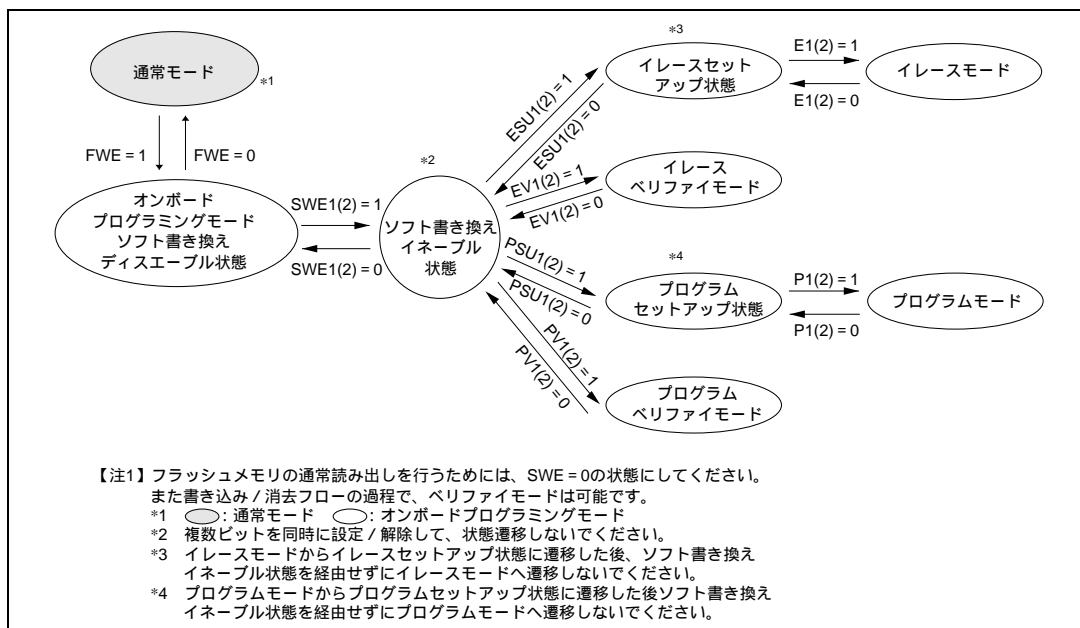 *3
通常モード
*1
イレースセット
アップ状態
E1(2) = 1
E1(2) = 0
イレースモード
FWE = 1
FWE = 0
ESU1(2) = 1
ESU1(2) = 0
*2
EV1(2) = 1
EV1(2) = 0
イレース
ベリファイモード
オンボード
プログラミングモード
ソフト書き換え
ディスエーブル状態
SWE1(2) = 1
SWE1(2) = 0
ソフト書き換え
イネーブル
状態
PSU1(2) = 1
PSU1(2) = 0
*4
プログラム
セットアップ状態
P1(2) = 1
P1(2) = 0
プログラムモード
PV1(2) = 1
PV1(2) = 0
プログラム
ベリファイモード
【注1】フラッシュメモリの通常読み出しを行うためには、SWE = 0の状態にしてください。
また書き込み / 消去フローの過程で、ベリファイモードは可能です。
*1 : 通常モード : オンボードプログラミングモード
*2 複数ビットを同時に設定 / 解除して、状態遷移しないでください。
*3 イレースモードからイレースセットアップ状態に遷移した後、ソフト書き換え
イネーブル状態を経由せずにイレースモードへ遷移しないでください。
*4 プログラムモードからプログラムセットアップ状態に遷移した後ソフト書き換え
イネーブル状態を経由せずにプログラムモードへ遷移しないでください。